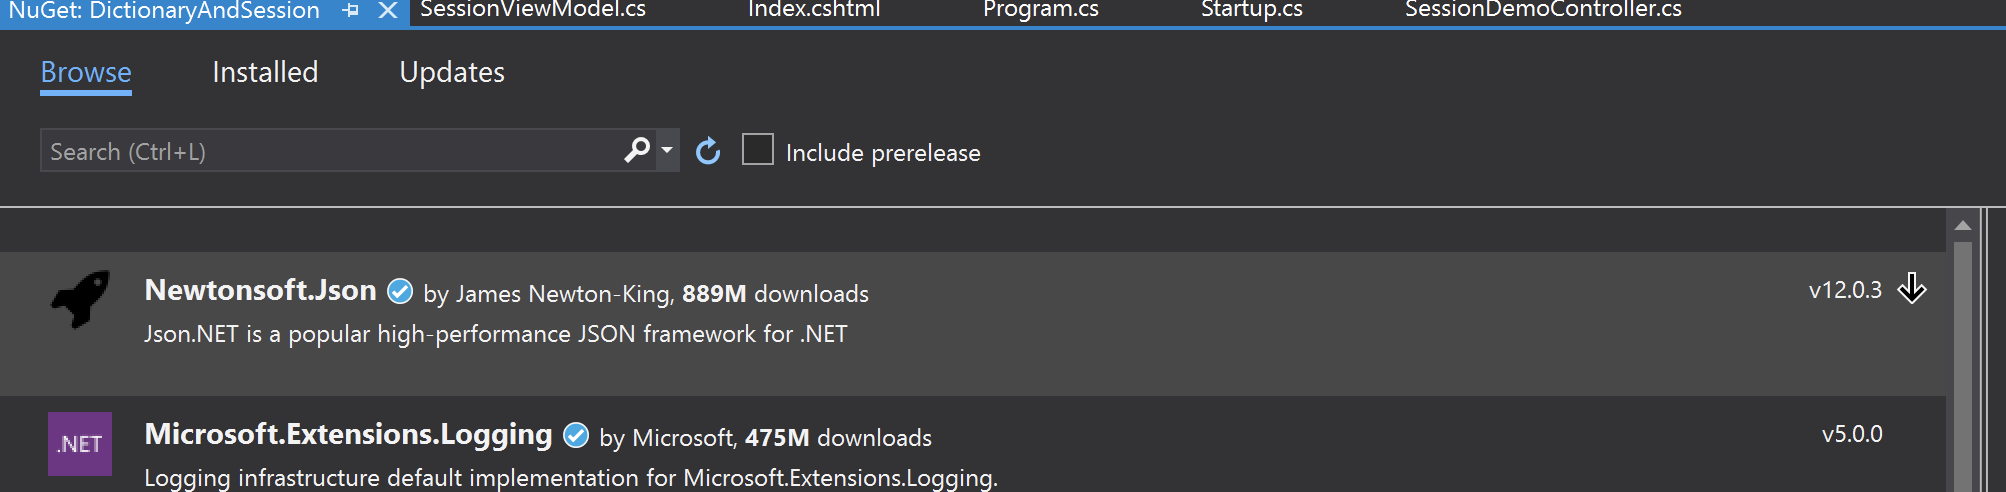 NuGet: DictionaryAndSession SessionViewModel.cs Index.cshtml Program.cs Startup.cs SessionDemoController.cs
Browse Installed Updates
Search (Ctrl+L) Include prerelease
Newtonsoft.Json by James Newton-King, 889M downloads v12.0.3
Json.NET is a popular high-performance JSON framework for .NET
.NET Microsoft.Extensions.Logging by Microsoft, 475M downloads v5.0.0
Logging infrastructure default implementation for Microsoft.Extensions.Logging.